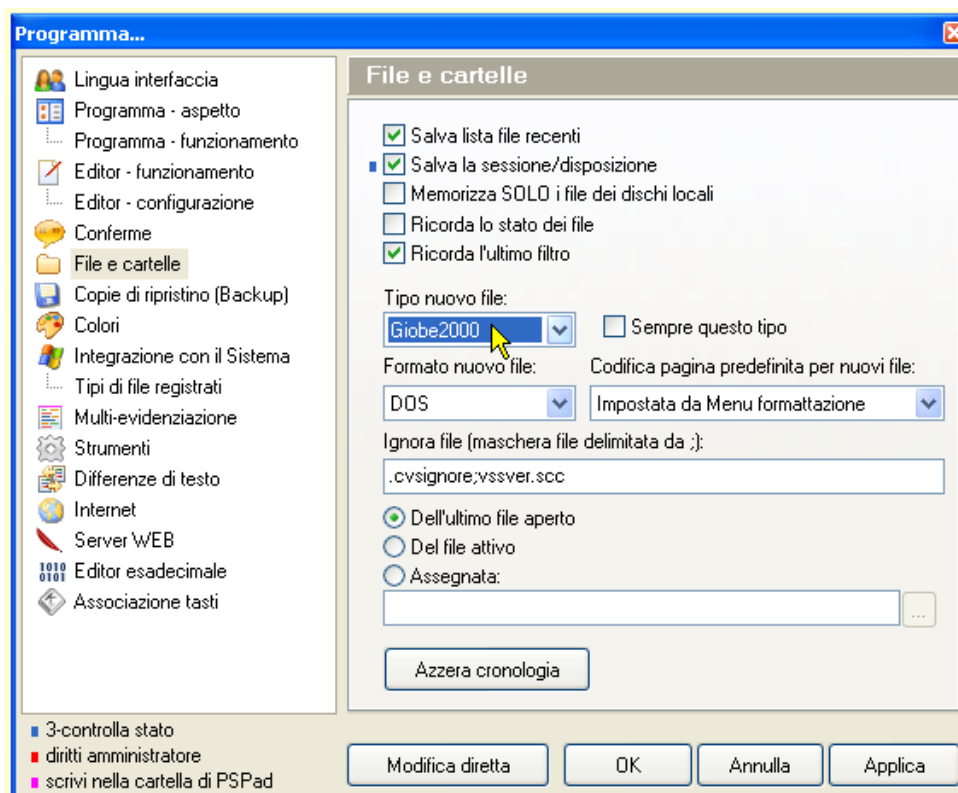 Programma...
Lingua interfaccia
Programma - aspetto
Programma - funzionamento
Editor - funzionamento
Editor - configurazione
Conferme
File e cartelle
Copie di ripristino (Backup)
Colori
Integrazione con il Sistema
Tipi di file registrati
Multi-evidenziazione
Strumenti
Differenze di testo
Internet
Server WEB
Editor esadecimale
Associazione tasti
3-controlla stato
diritti amministratore
scrivi nella cartella di PSPad
File e cartelle
Salva lista file recenti
Salva la sessione/disposizione
Memorizza SOLO i file dei dischi locali
Ricorda lo stato dei file
Ricorda l'ultimo filtro
Tipo nuovo file:
Giobe2000 Sempre questo tipo
Formato nuovo file: Codifica pagina predefinita per nuovi file:
DOS Impostata da Menu formattazione
Ignora file (maschera file delimitata da ;):
.cvsignore;vssver.scc
Dell'ultimo file aperto
Del file attivo
Assegnata:
...
Azzera cronologia
Modifica diretta OK Annulla Applica